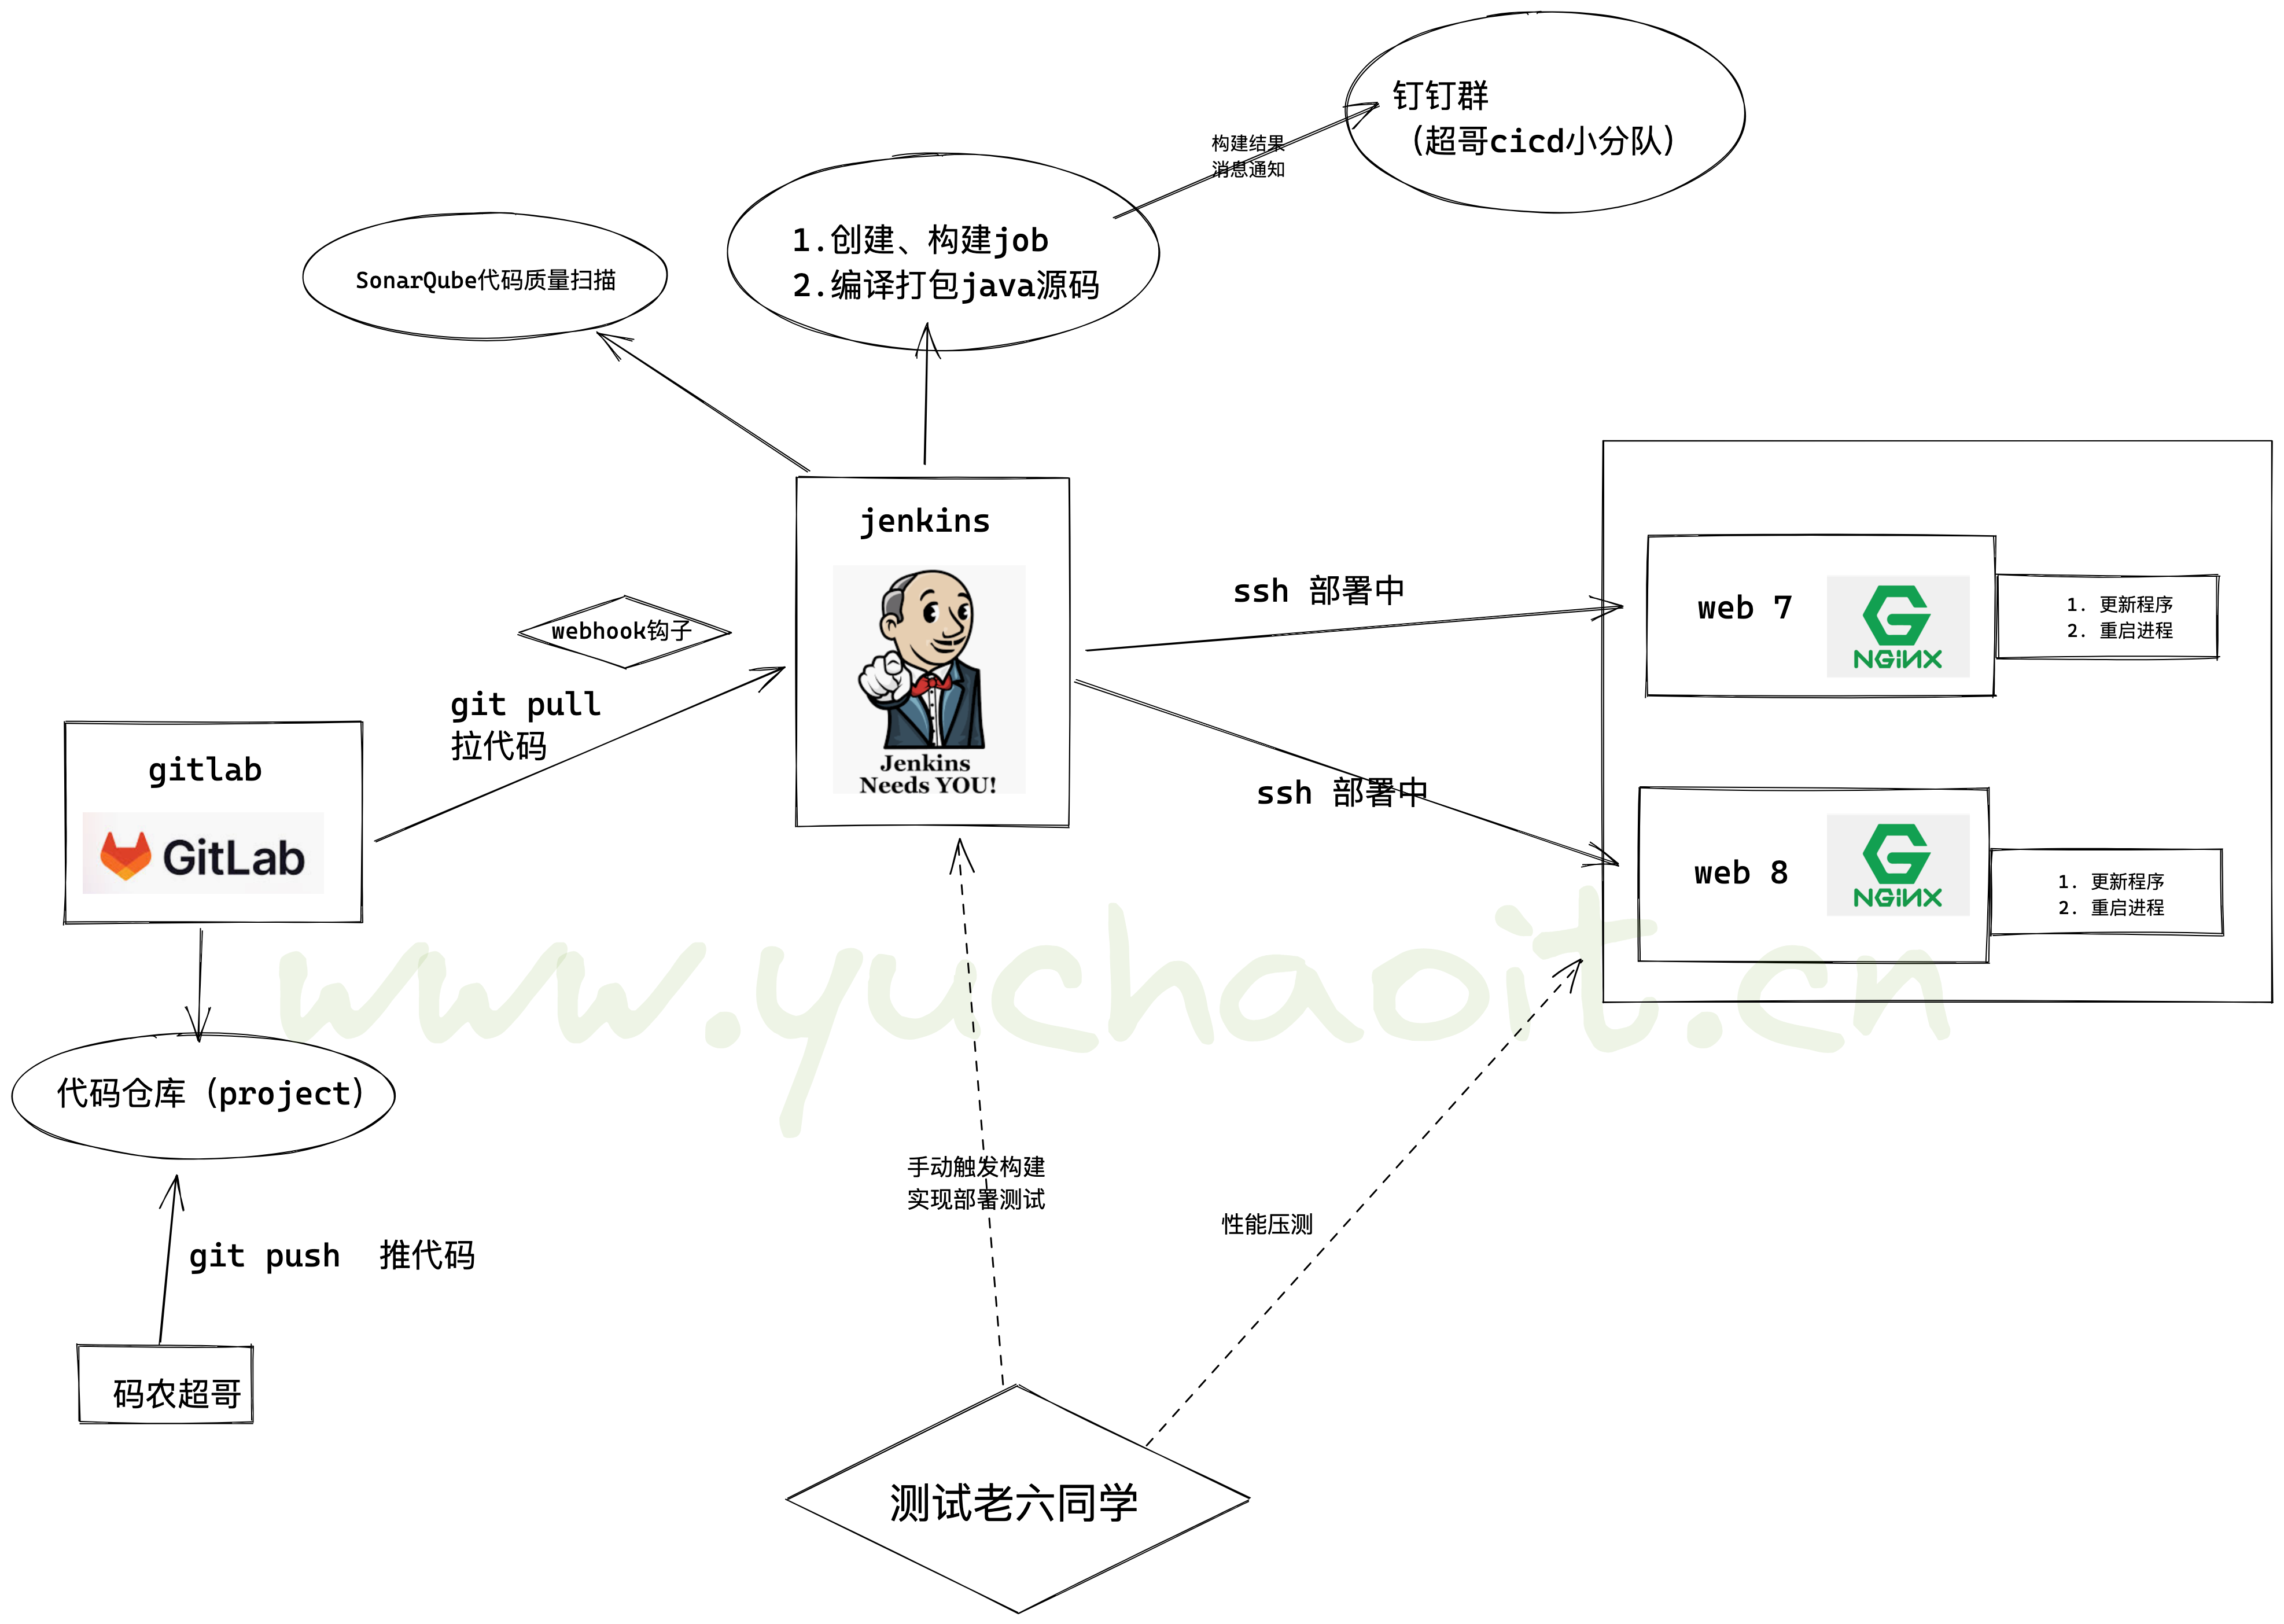 钉钉群
（超哥cicd小分队）
构建结果
消息通知
1.创建、构建job
2.编译打包java源码
SonarQube代码质量扫描
jenkins
Jenkins
Needs YOU!
webhook钩子
git pull
拉代码
gitlab
GitLab
ssh 部署中
ssh 部署中
web 7
NGiNX
1. 更新程序
2. 重启进程
web 8
NGiNX
1. 更新程序
2. 重启进程
www.yuchaoit.cn
代码仓库（project）
手动触发构建
实现部署测试
性能压测
git push 推代码
码农超哥
测试老六同学